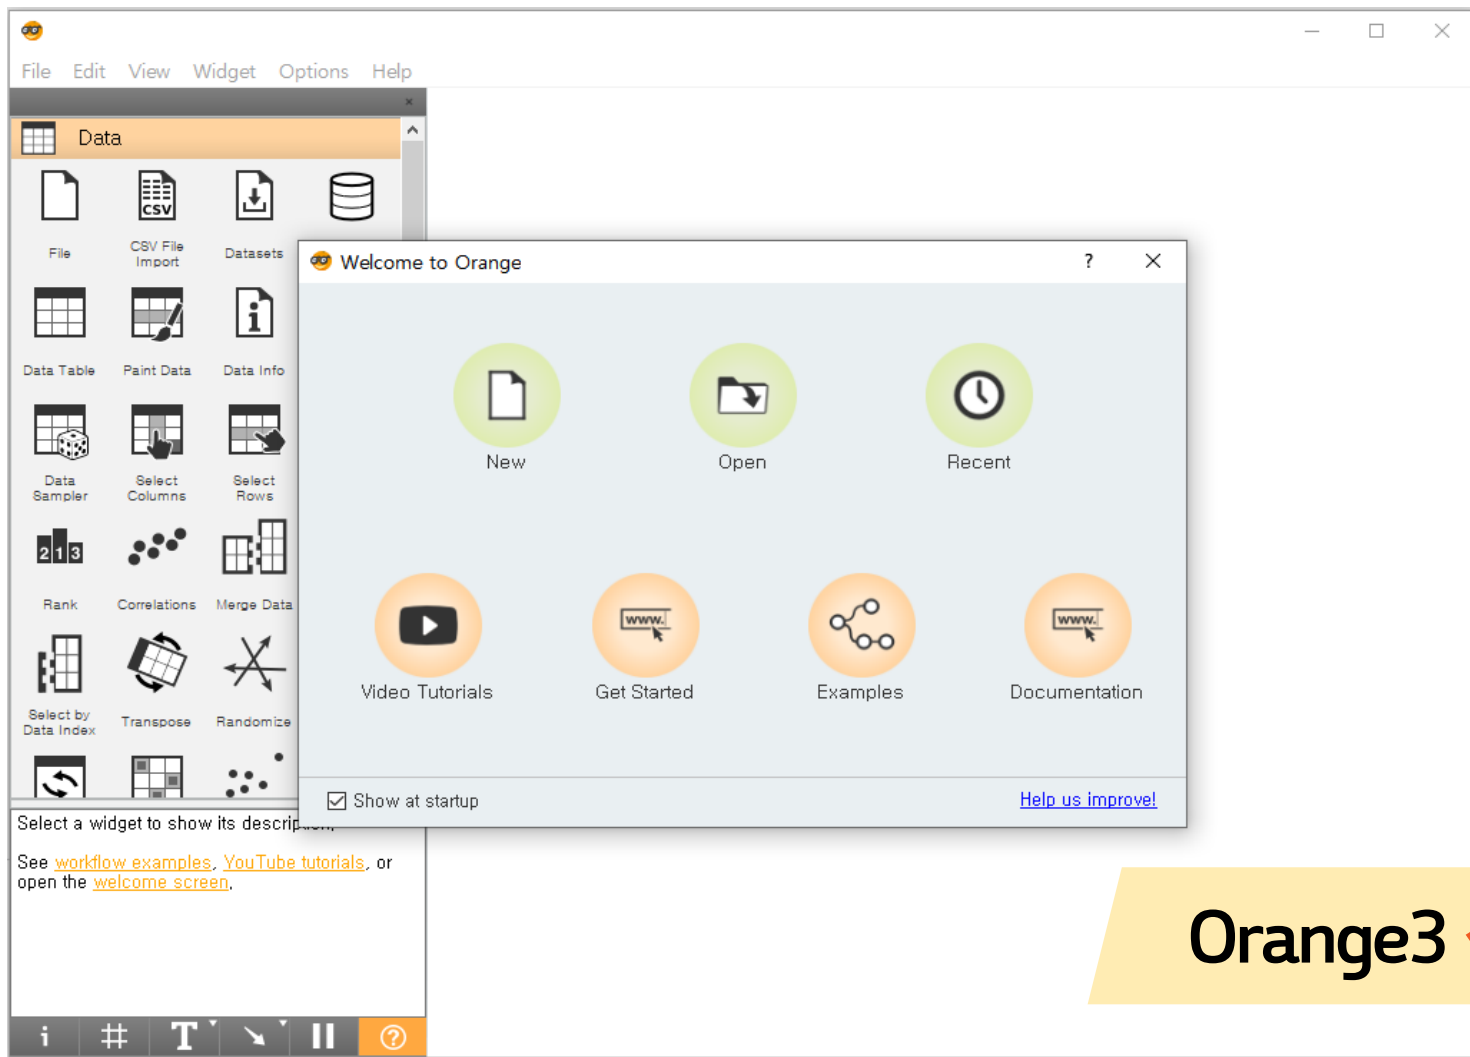 File Edit View Widget Options Help
Data
CSV
File CSV File Import Datasets
Data Table Paint Data Data Info
Data Sampler Select Columns Select Rows
2 1 3
Rank Correlations Merge Data
Select by Data Index Transpose Randomize
Welcome to Orange
New Open Recent
www. www.
Video Tutorials Get Started Examples Documentation
Show at startup Help us improve!
Select a widget to show its description.
See workflow examples, YouTube tutorials, or
open the welcome screen.
Orange3